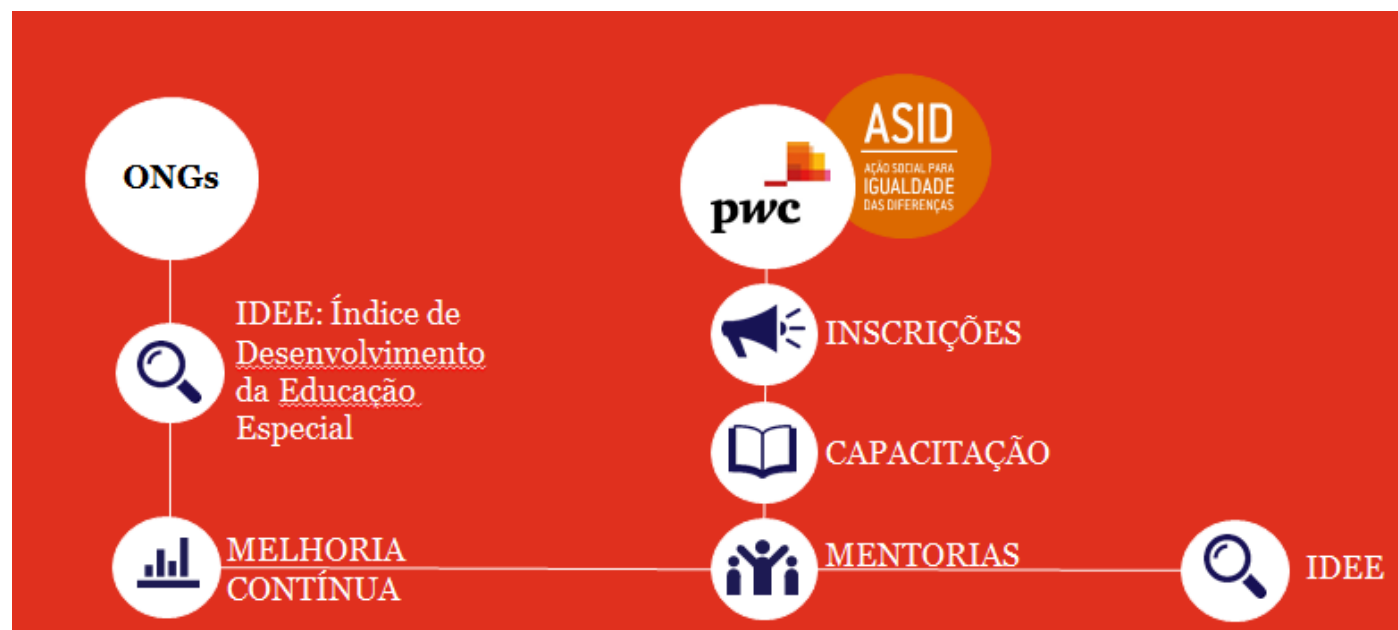 ONGs
IDEE: Índice de
Desenvolvimento
da Educação
Especial
MELHORIA
CONTÍNUA
pwc
ASID
AÇÃO SOCIAL PARA
IGUALDADE
DAS DIFERENÇAS
INSCRIÇÕES
CAPACITAÇÃO
MENTORIAS
IDEE